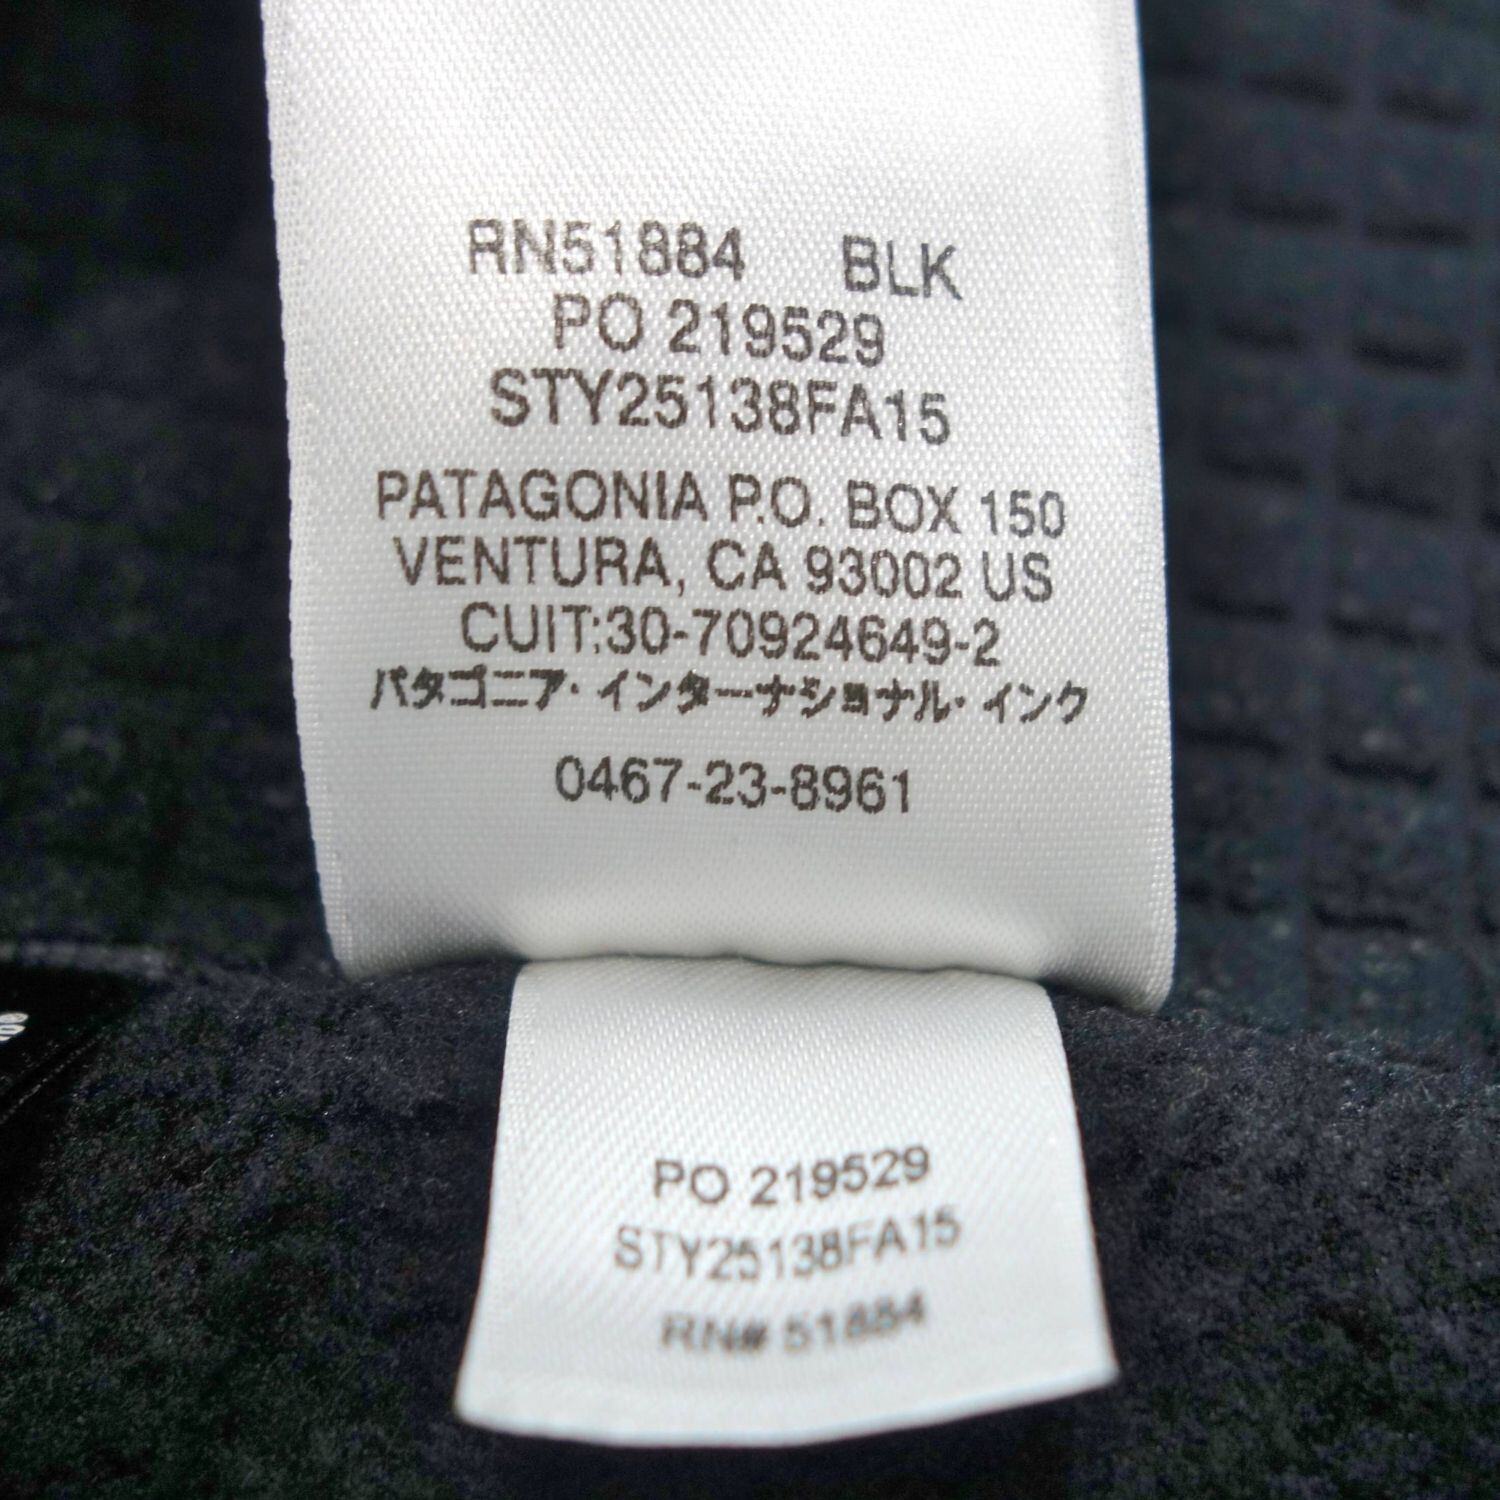 RN51884 BLK
PO 219529
STY25138FA15
PATAGONIA P.O. BOX 150
VENTURA, CA 93002 US
CUIT:30-70924649-2
パタゴニア・インターナショナル・インク
0467-23-8961
PO 219529
STY25138FA15
RN# 51884